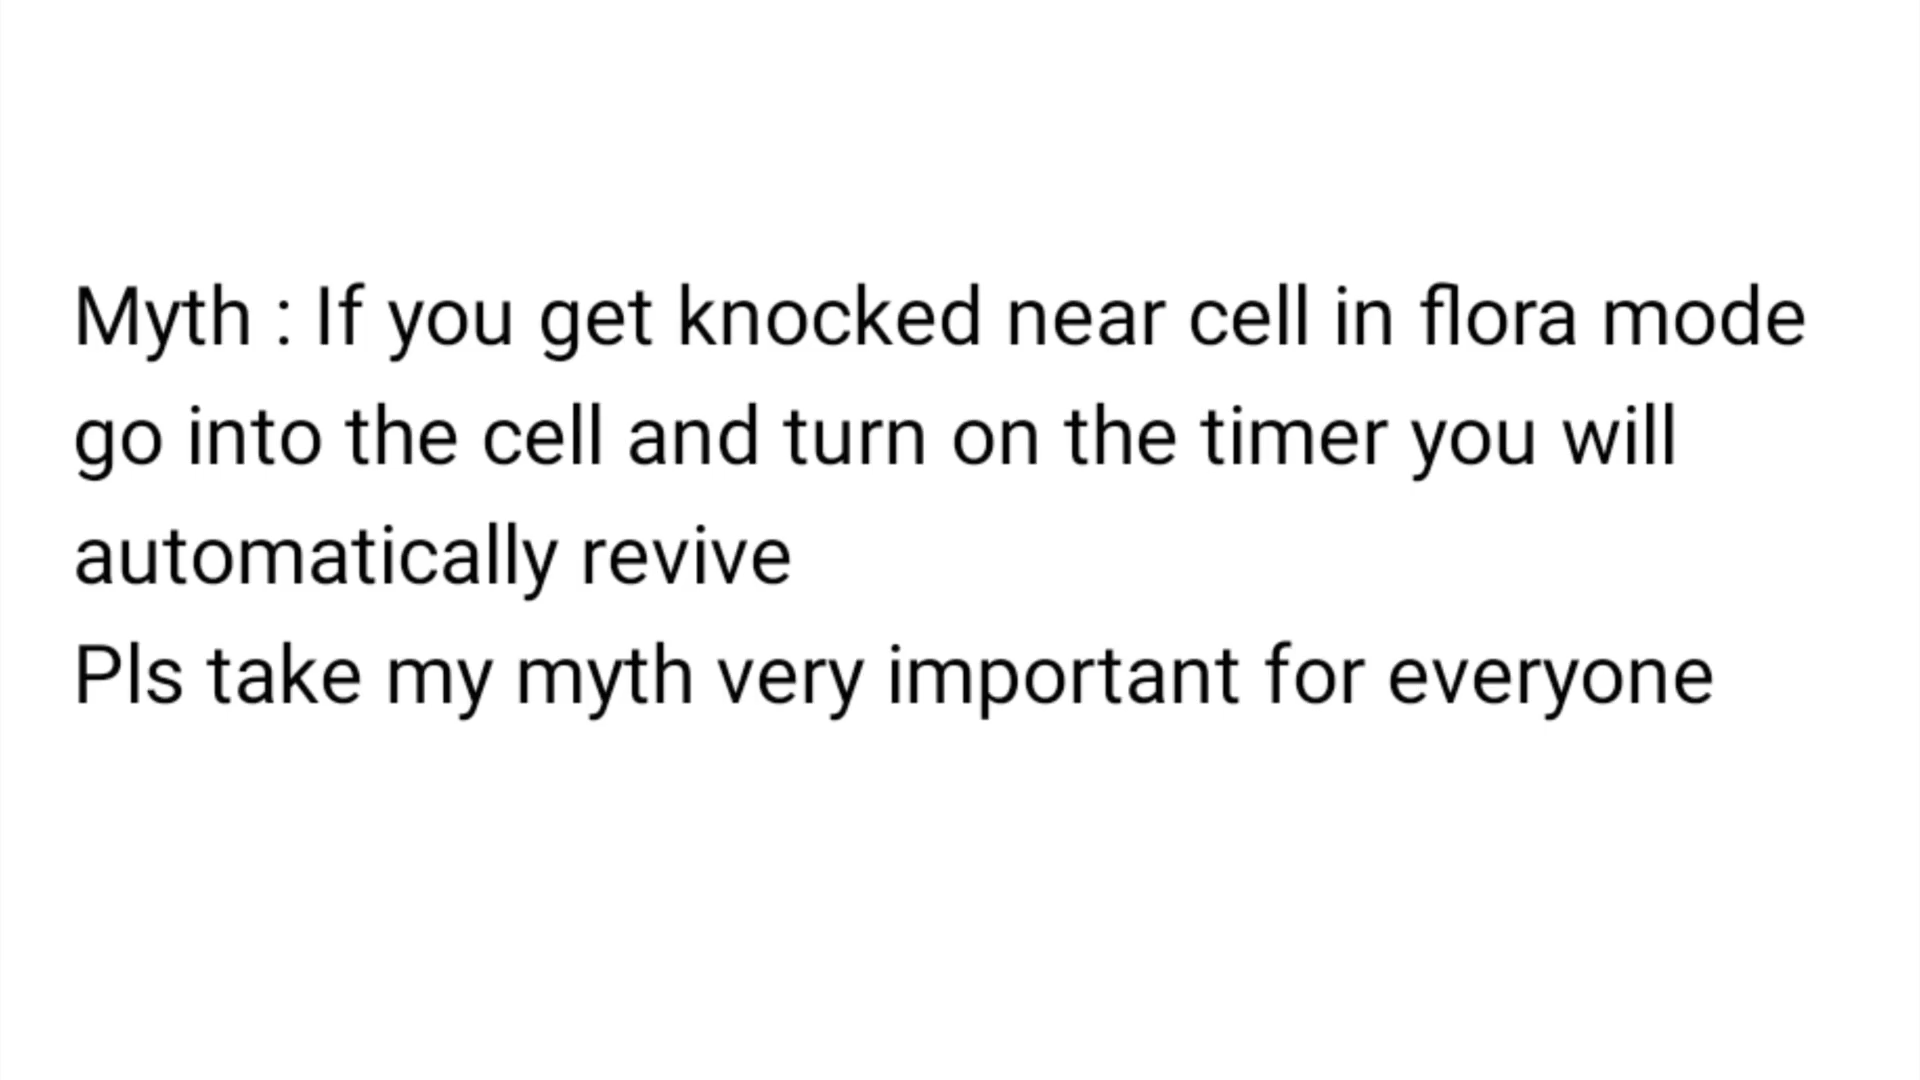 Myth : If you get knocked near cell in flora mode
go into the cell and turn on the timer you will
automatically revive
Pls take my myth very important for everyone